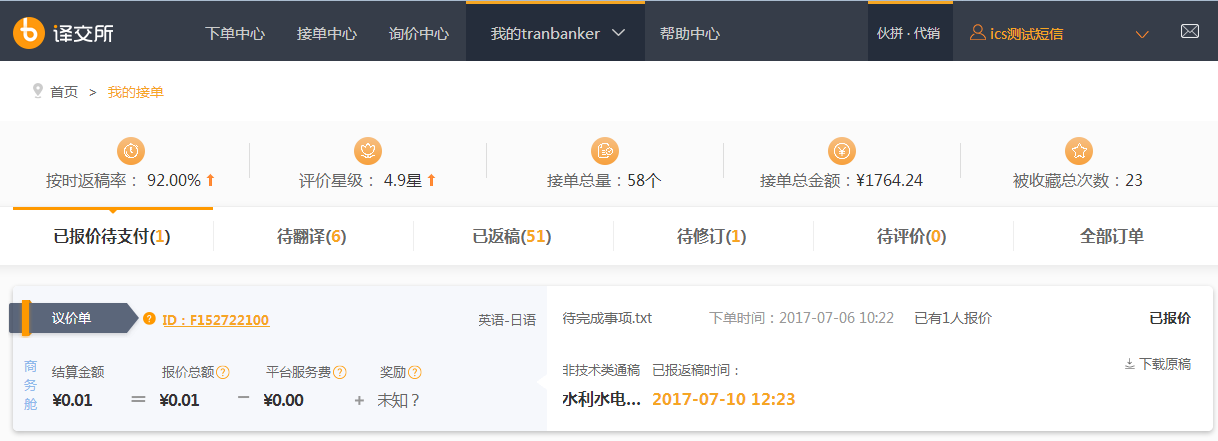 译交所 下单中心 接单中心 询价中心 我的tranbanker 帮助中心 伙拼·代销 ics测试短信
首页 > 我的接单
按时返稿率： 92.00% 评价星级： 4.9星 接单总量：58个 接单总金额：¥1764.24 被收藏总次数：23
已报价待支付(1) 待翻译(6) 已返稿(51) 待修订(1) 待评价(0) 全部订单
议价单 ? ID：F152722100 英语-日语 待完成事项.txt 下单时间：2017-07-06 10:22 已有1人报价 已报价
商务舱 结算金额 报价总额? 平台服务费? 奖励? 非技术类通稿 已报返稿时间： 下载原稿
¥0.01 = ¥0.01 — ¥0.00 + 未知？ 水利水电... 2017-07-10 12:23